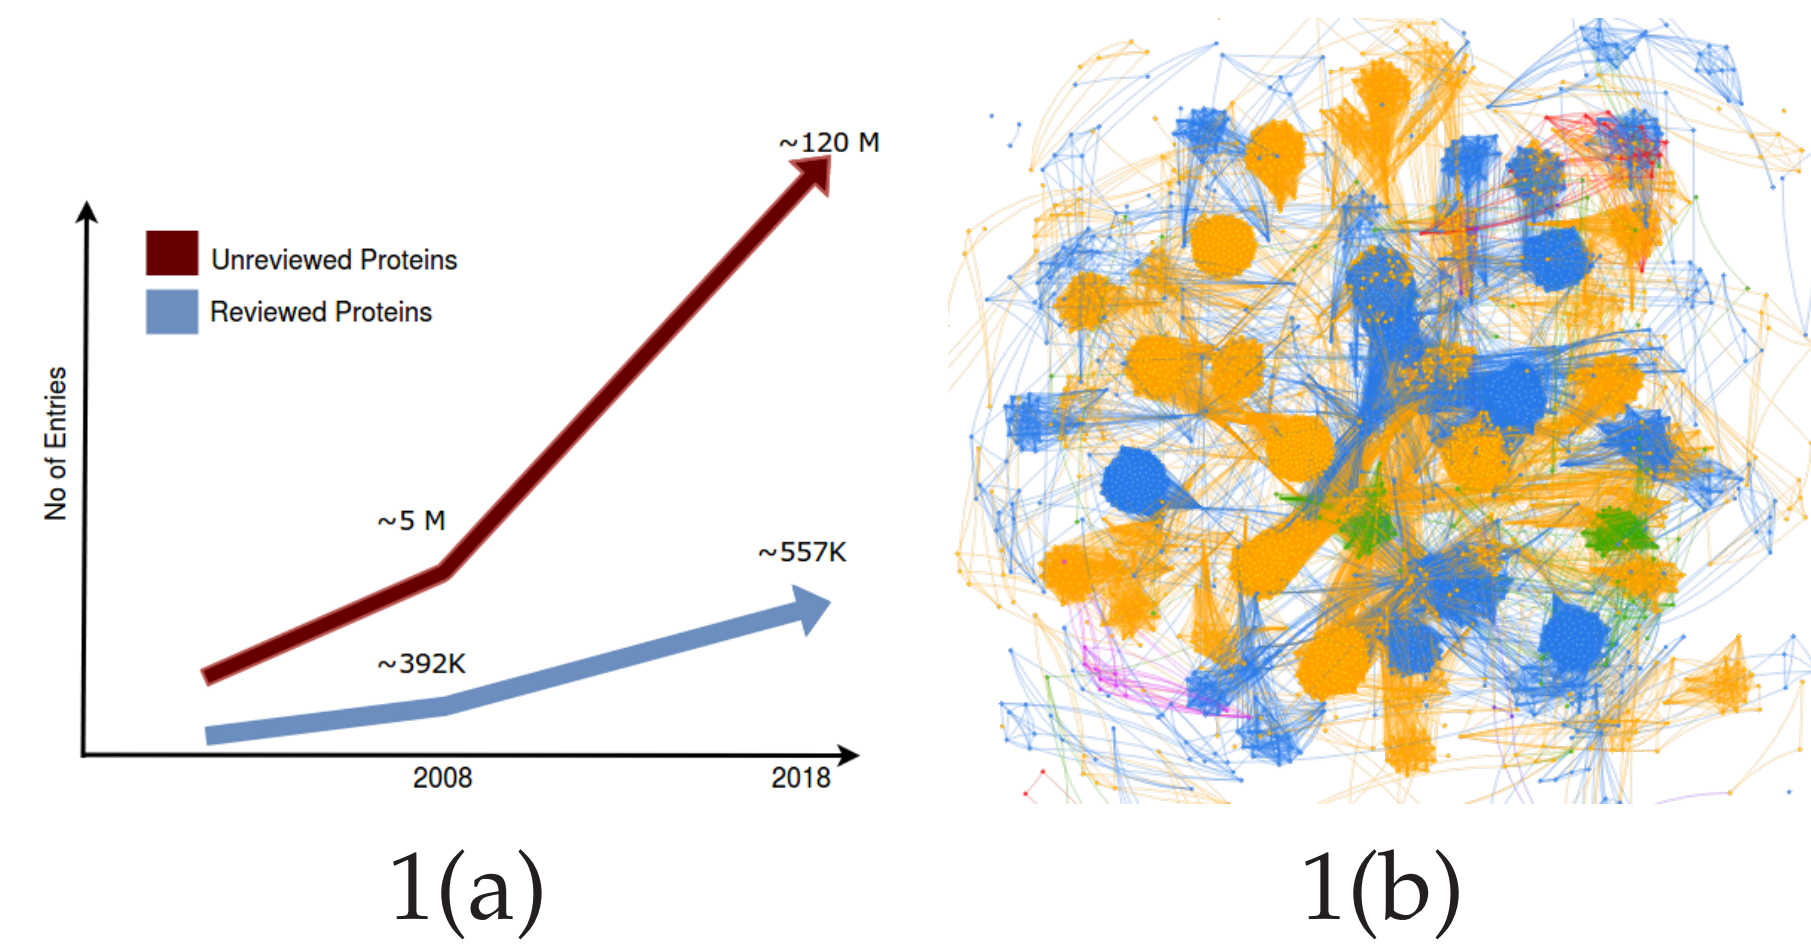 ~120 M
Unreviewed Proteins
Reviewed Proteins
No of Entries
~5 M
~557K
~392K
2008
2018
1(a)
1(b)